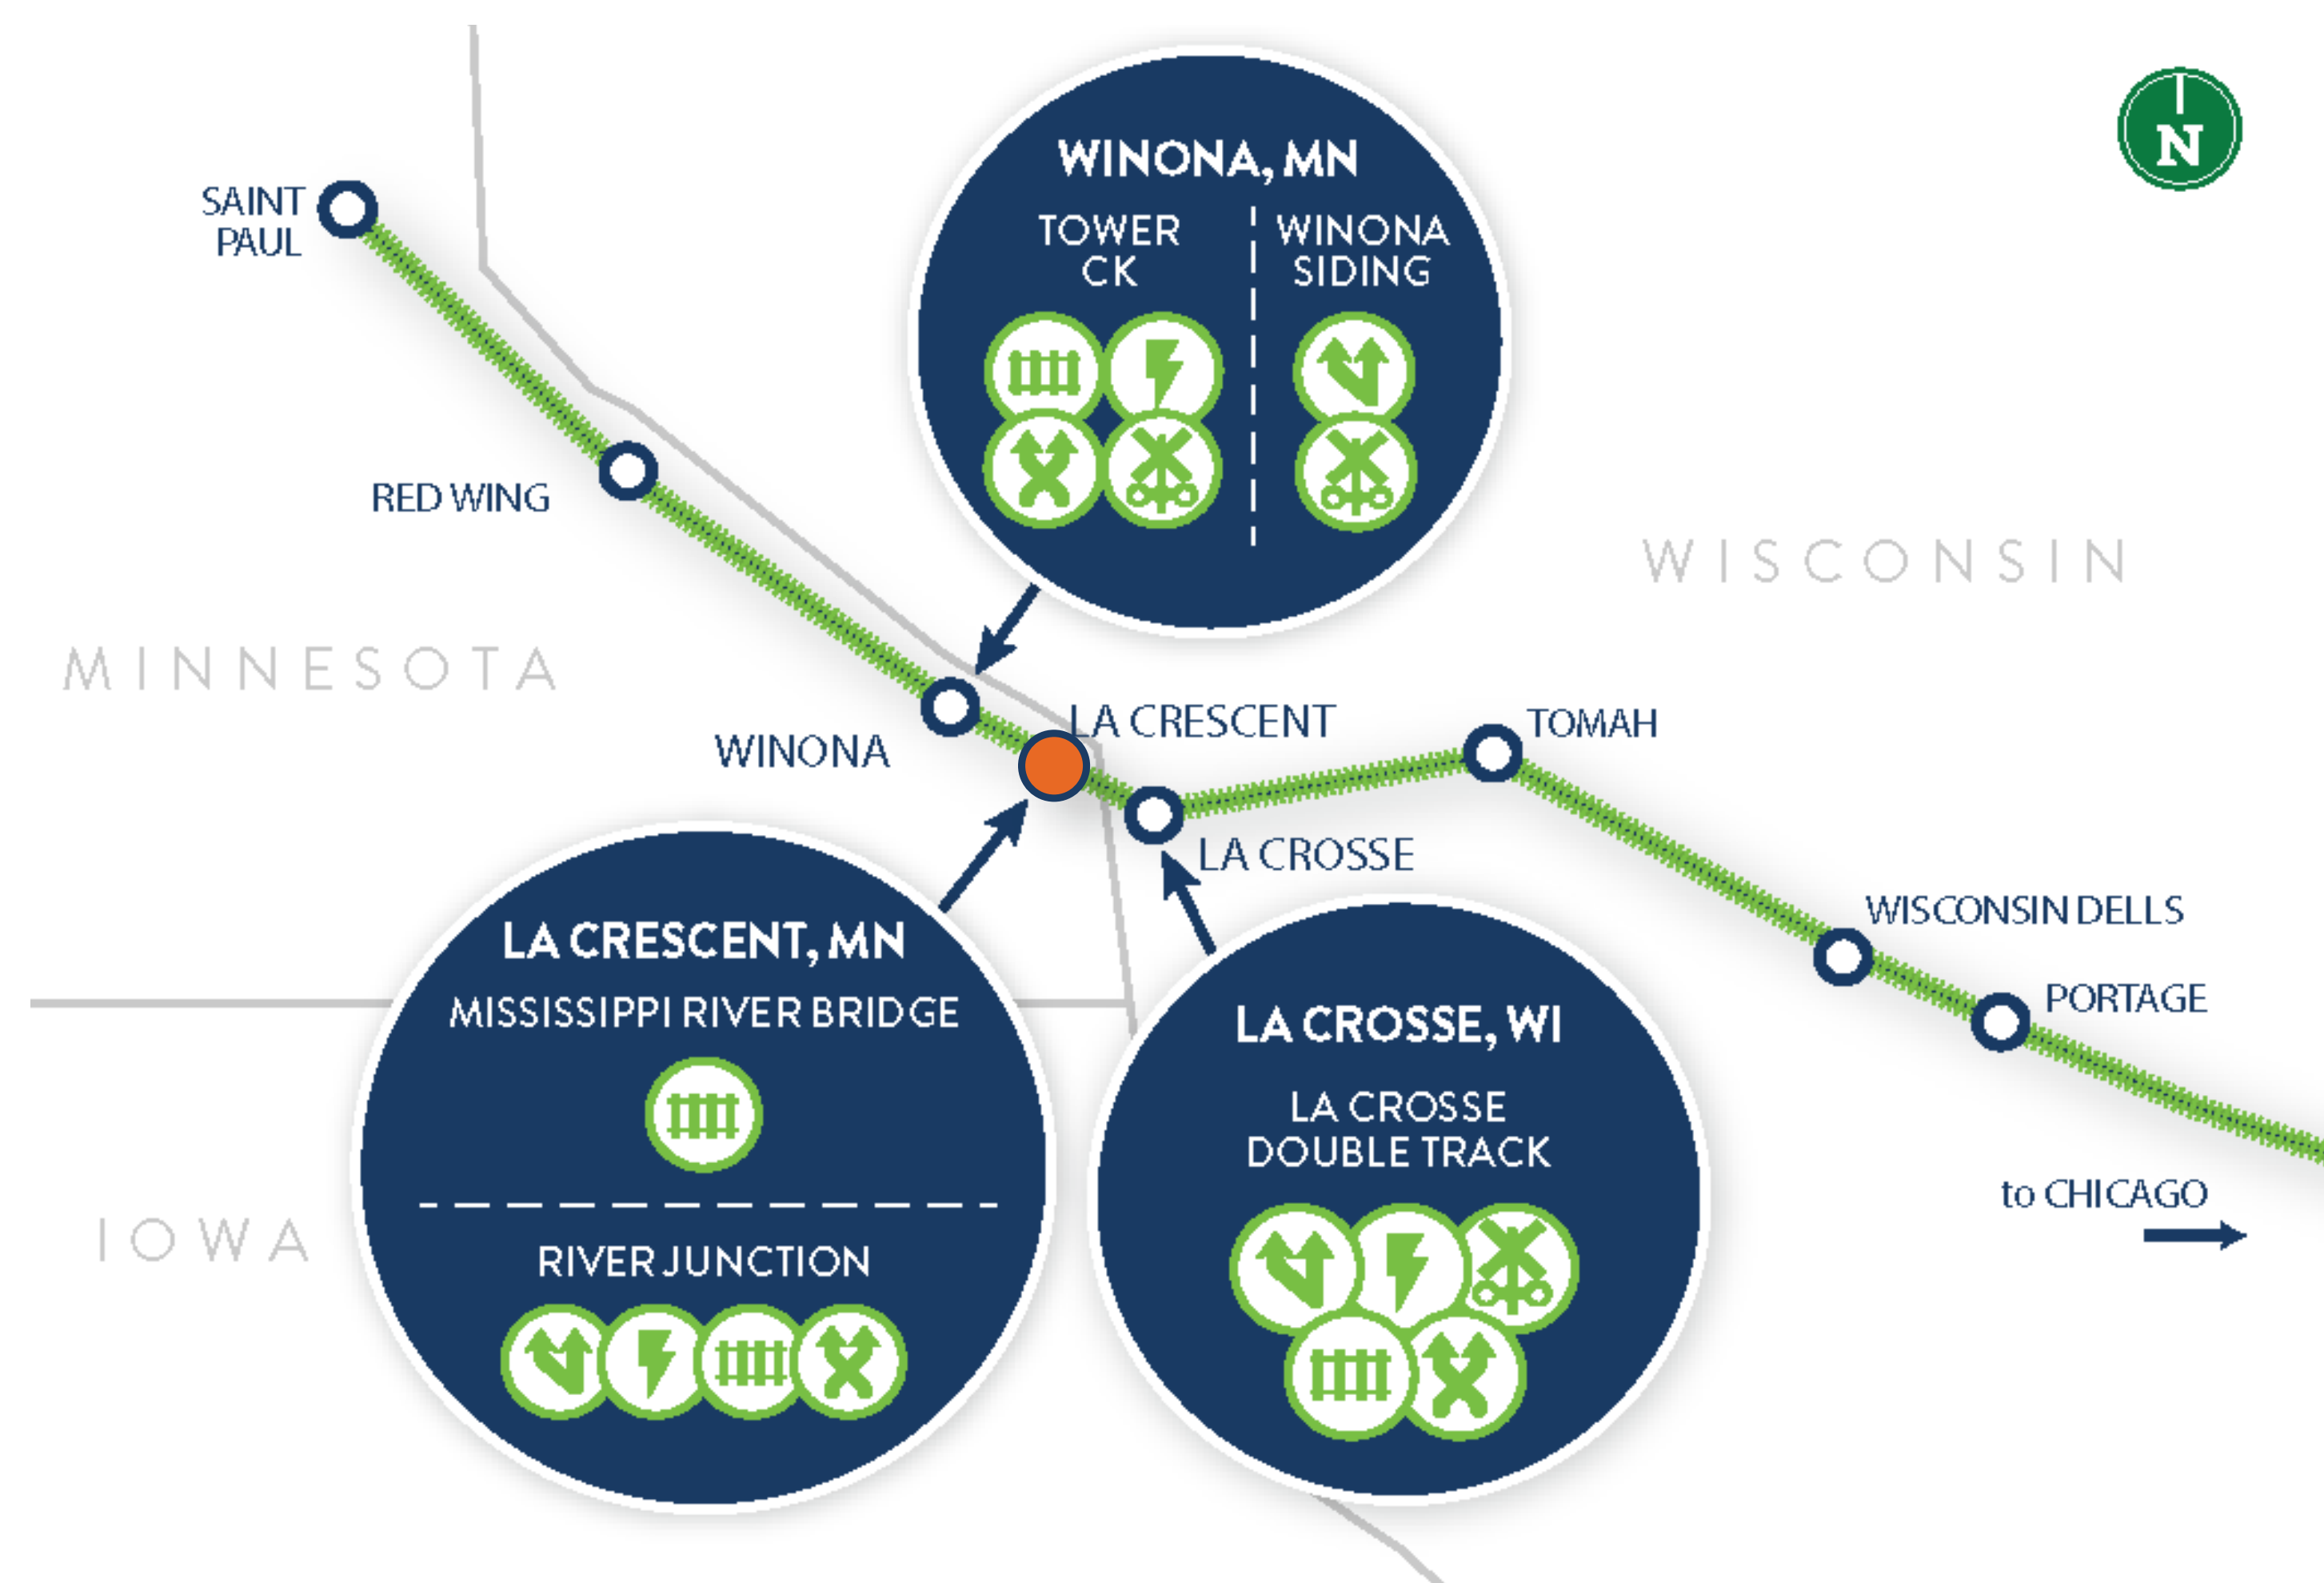 N
WINONA, MN
TOWER
CK
WINONA
SIDING
SAINT
PAUL
RED WING
WISCONSIN
MINNESOTA
LA CRESCENT
TOMAH
WINONA
LA CROSSE
WISCONSIN DELLS
PORTAGE
LA CRESCENT, MN
MISSISSIPPI RIVER BRIDGE
RIVER JUNCTION
LA CROSSE, WI
LA CROSSE
DOUBLE TRACK
to CHICAGO
IOWA